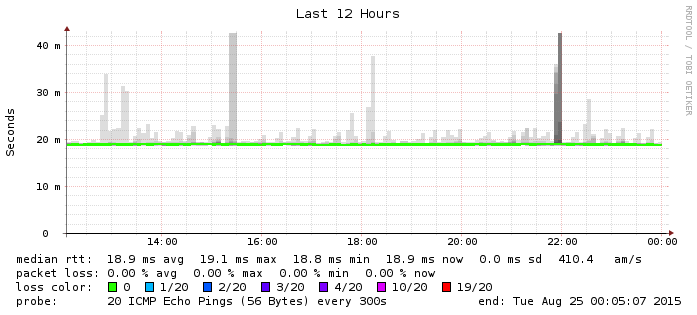 Last 12 Hours
RRDTOOL / TOBI OETIKER
Seconds
40 m
30 m
20 m
10 m
0
14:00 16:00 18:00 20:00 22:00 00:00
median rtt: 18.9 ms avg 19.1 ms max 18.8 ms min 18.9 ms now 0.0 ms sd 410.4 am/s
packet loss: 0.00 % avg 0.00 % max 0.00 % min 0.00 % now
loss color: 0 1/20 2/20 3/20 4/20 10/20 19/20
probe: 20 ICMP Echo Pings (56 Bytes) every 300s end: Tue Aug 25 00:05:07 2015